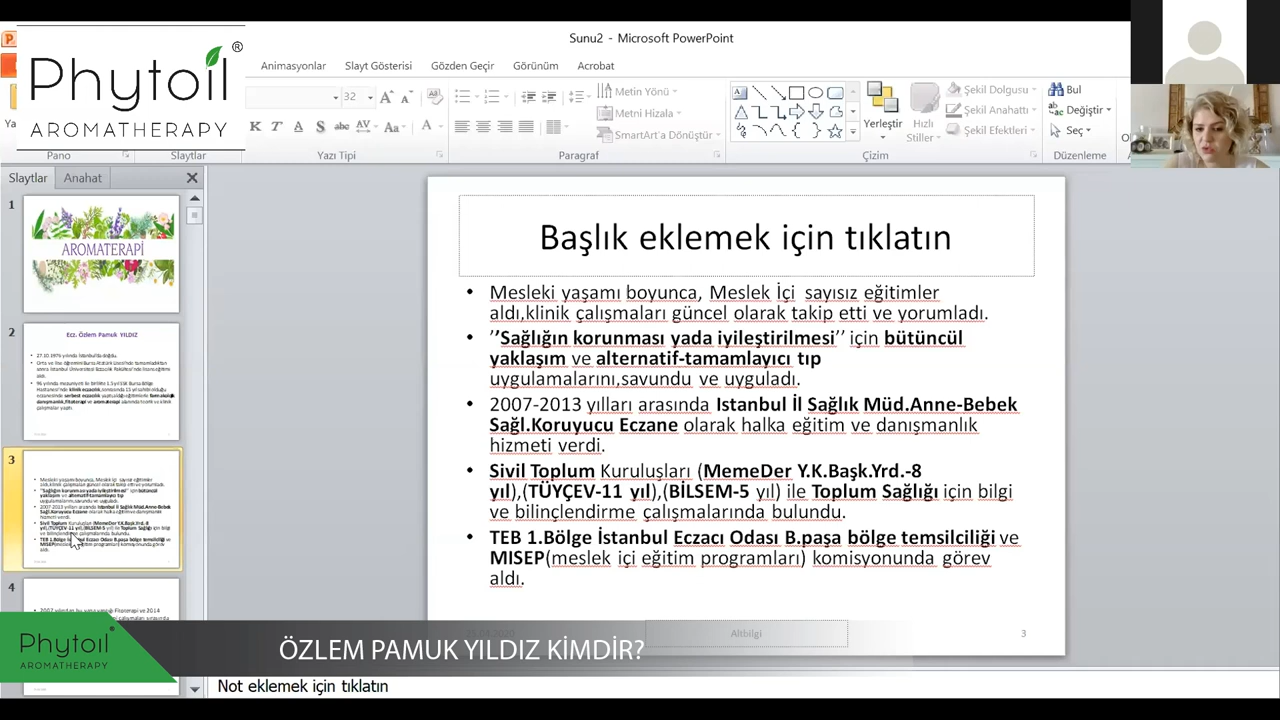 Sunu2 - Microsoft PowerPoint
Phytoil®
AROMATHERAPY
Animasyonlar Slayt Gösterisi Gözden Geçir Görünüm Acrobat
32
Metin Yönü
Metni Hizala
SmartArt'a Dönüştür
Yerleştir
Hızlı
Stiller
Şekil Dolgusu
Şekil Anahattı
Şekil Efektleri
Bul
Değiştir
Seç
Pano Slaytlar Yazı Tipi Paragraf Çizim Düzenleme
Slaytlar Anahat
1
AROMATERAPİ
2
Ecz. Özlem Pamuk YILDIZ
3
4
Başlık eklemek için tıklatın
• Mesleki yaşamı boyunca, Meslek İçi sayısız eğitimler
aldı,klinik çalışmaları güncel olarak takip etti ve yorumladı.
• ’’Sağlığın korunması yada iyileştirilmesi’’ için bütüncül
yaklaşım ve alternatif-tamamlayıcı tıp
uygulamalarını,savundu ve uyguladı.
• 2007-2013 yılları arasında Istanbul İl Sağlık Müd.Anne-Bebek
Sağl.Koruyucu Eczane olarak halka eğitim ve danışmanlık
hizmeti verdi.
• Sivil Toplum Kuruluşları (MemeDer Y.K.Başk.Yrd.-8
yıl),(TÜYÇEV-11 yıl),(BİLSEM-5 yıl) ile Toplum Sağlığı için bilgi
ve bilinçlendirme çalışmalarında bulundu.
• TEB 1.Bölge İstanbul Eczacı Odası B.paşa bölge temsilciliği ve
MISEP(meslek içi eğitim programları) komisyonunda görev
aldı.
Altbilgi
3
Phytoil
AROMATHERAPY
ÖZLEM PAMUK YILDIZ KİMDİR?
Not eklemek için tıklatın